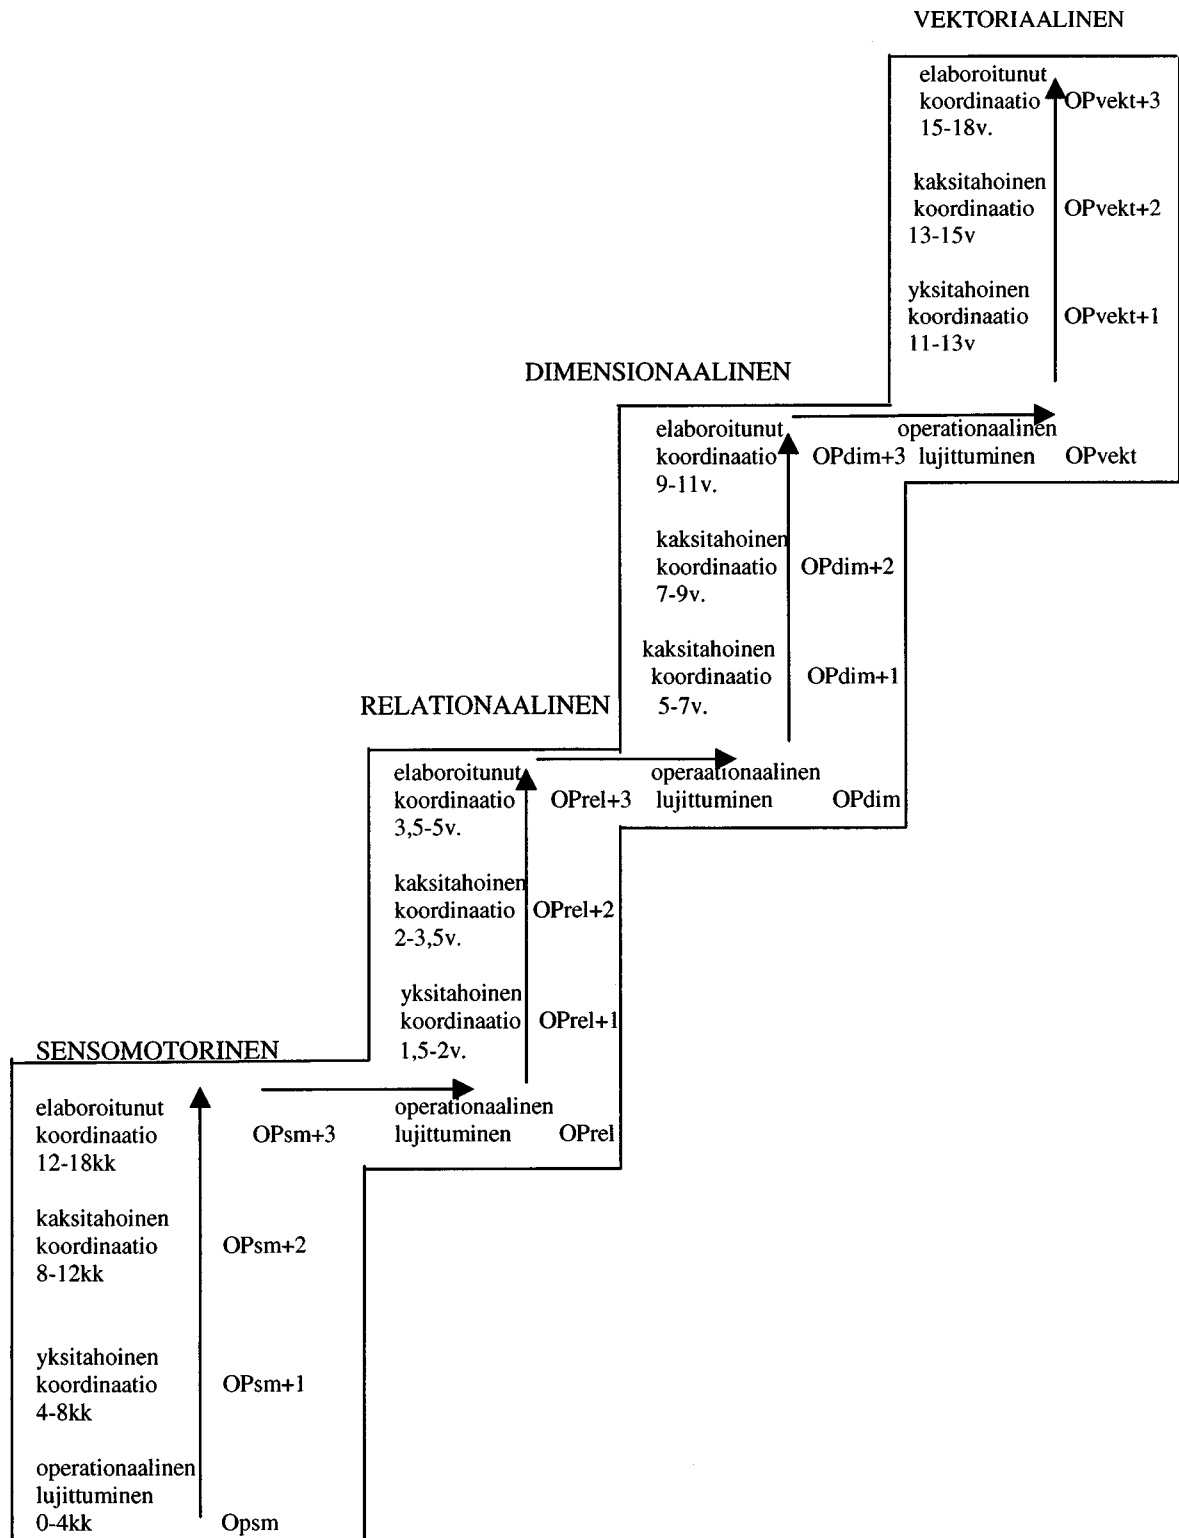 VEKTORIAALINEN
elaboroitunut
koordinaatio OPvekt+3
15-18v.
kaksitahoinen
koordinaatio OPvekt+2
13-15v
yksitahoinen
koordinaatio OPvekt+1
11-13v
DIMENSIONAALINEN
elaboroitunut operationaalinen
koordinaatio OPdim+3 lujittuminen OPvekt
9-11v.
kaksitahoinen
koordinaatio OPdim+2
7-9v.
kaksitahoinen
koordinaatio OPdim+1
5-7v.
RELATIONAALINEN
elaboroitunut operaationaalinen
koordinaatio OPrel+3 lujittuminen OPdim
3,5-5v.
kaksitahoinen
koordinaatio OPrel+2
2-3,5v.
yksitahoinen
koordinaatio OPrel+1
1,5-2v.
SENSOMOTORINEN
elaboroitunut operationaalinen
koordinaatio OPsm+3 lujittuminen OPrel
12-18kk
kaksitahoinen
koordinaatio OPsm+2
8-12kk
yksitahoinen
koordinaatio OPsm+1
4-8kk
operationaalinen
lujittuminen
0-4kk Opsm